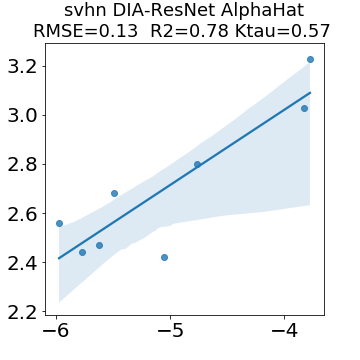 svhn DIA-ResNet AlphaHat
RMSE=0.13 R2=0.78 Ktau=0.57
3.2
3.0
2.8
2.6
2.4
2.2
−6 −5 −4